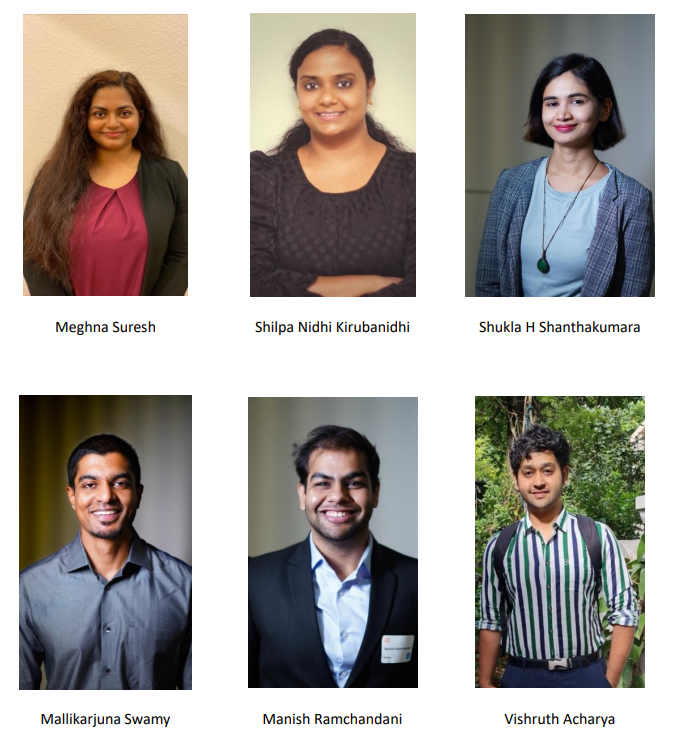 Meghna Suresh
Shilpa Nidhi Kirubanidhi
Shukla H Shanthakumara
Mallikarjuna Swamy
Manish Ramchandani
Vishruth Acharya